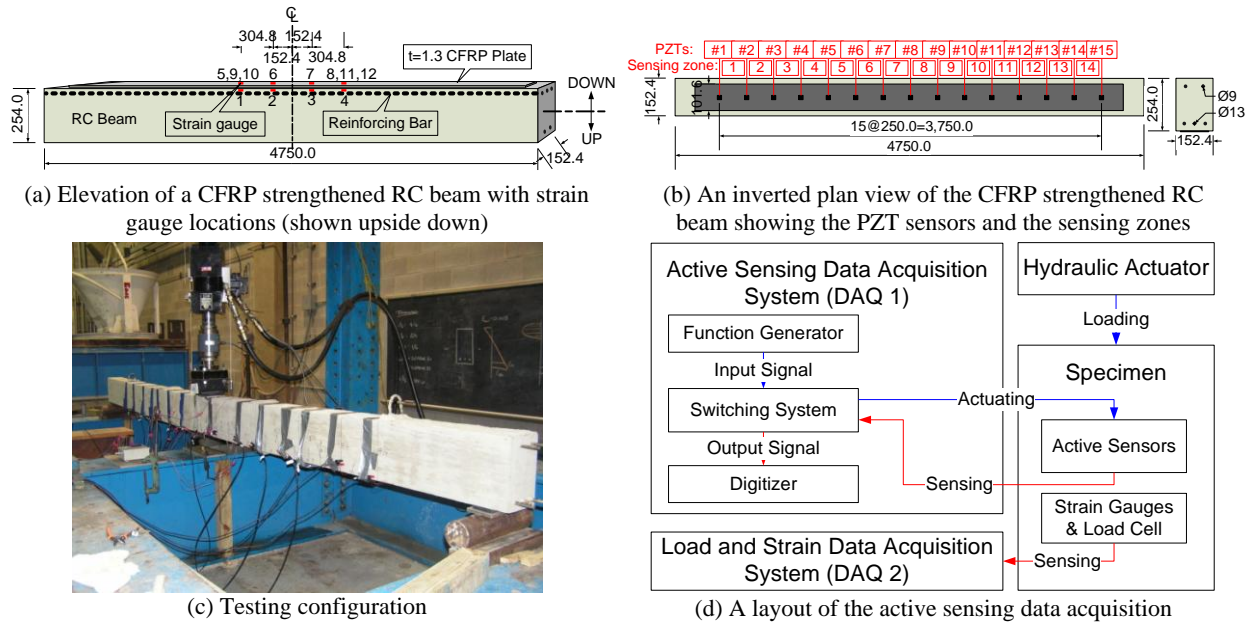 ℄
304.8 152.4
152.4 304.8
t=1.3 CFRP Plate
5,9,10 6 7 8,11,12
1 2 3 4
DOWN
UP
254.0
RC Beam
Strain gauge
Reinforcing Bar
4750.0
152.4
(a) Elevation of a CFRP strengthened RC beam with strain
gauge locations (shown upside down)
PZTs: #1 #2 #3 #4 #5 #6 #7 #8 #9 #10 #11 #12 #13 #14 #15
Sensing zone: 1 2 3 4 5 6 7 8 9 10 11 12 13 14
152.4
101.6
15@250.0=3,750.0
4750.0
254.0
Ø9
Ø13
152.4
(b) An inverted plan view of the CFRP strengthened RC
beam showing the PZT sensors and the sensing zones
(c) Testing configuration
Active Sensing Data Acquisition
System (DAQ 1)
Function Generator
Input Signal
Switching System
Output Signal
Digitizer
Load and Strain Data Acquisition
System (DAQ 2)
Hydraulic Actuator
Loading
Specimen
Actuating
Active Sensors
Sensing
Strain Gauges
& Load Cell
Sensing
(d) A layout of the active sensing data acquisition